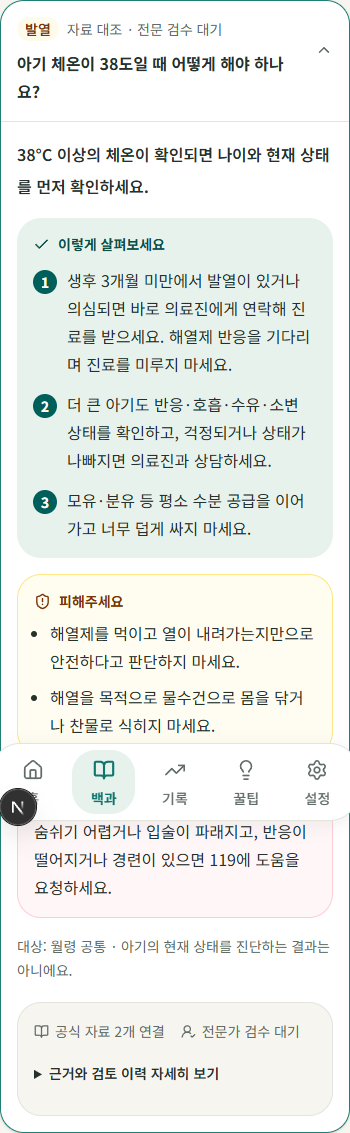 발열 자료 대조 · 전문 검수 대기
아기 체온이 38도일 때 어떻게 해야 하나
요?
38°C 이상의 체온이 확인되면 나이와 현재 상태
를 먼저 확인하세요.
이렇게 살펴보세요
1 생후 3개월 미만에서 발열이 있거나
의심되면 바로 의료진에게 연락해 진
료를 받으세요. 해열제 반응을 기다리
며 진료를 미루지 마세요.
2 더 큰 아기도 반응·호흡·수유·소변
상태를 확인하고, 걱정되거나 상태가
나빠지면 의료진과 상담하세요.
3 모유·분유 등 평소 수분 공급을 이어
가고 너무 덥게 싸지 마세요.
피해주세요
• 해열제를 먹이고 열이 내려가는지만으로
안전하다고 판단하지 마세요.
• 해열을 목적으로 물수건으로 몸을 닦거
나 찬물로 식히지 마세요.
백과 기록 꿀팁 설정
N
숨쉬기 어렵거나 입술이 파래지고, 반응이
떨어지거나 경련이 있으면 119에 도움을
요청하세요.
대상: 월령 공통 · 아기의 현재 상태를 진단하는 결과는
아니에요.
공식 자료 2개 연결 전문가 검수 대기
▶ 근거와 검토 이력 자세히 보기